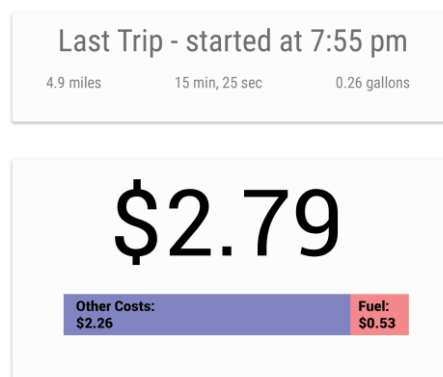 Last Trip - started at 7:55 pm
4.9 miles 15 min, 25 sec 0.26 gallons
$2.79
Other Costs: Fuel:
$2.26 $0.53